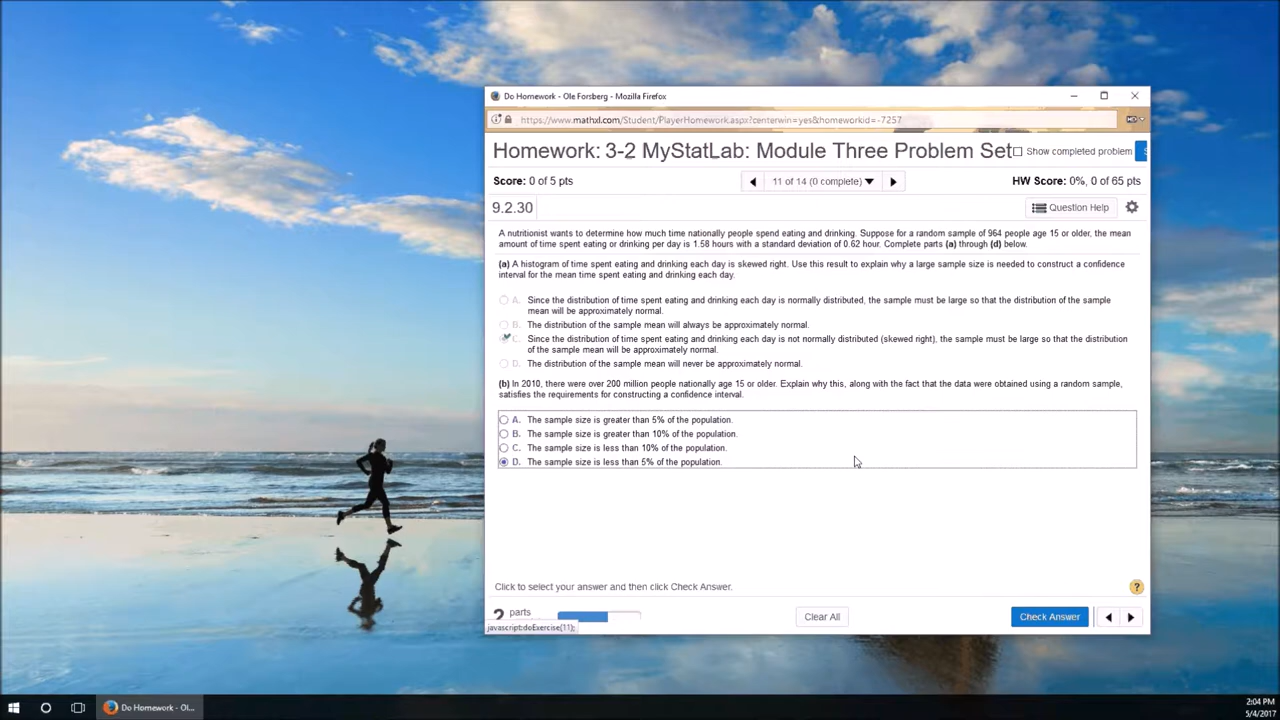 Do Homework - Ole Forsberg - Mozilla Firefox
https://www.mathxl.com/Student/PlayerHomework.aspx?centerwin=yes&homeworkid=-7257
Homework: 3-2 MyStatLab: Module Three Problem Set
Show completed problem
Score: 0 of 5 pts
11 of 14 (0 complete)
HW Score: 0%, 0 of 65 pts
9.2.30
Question Help
A nutritionist wants to determine how much time nationally people spend eating and drinking. Suppose for a random sample of 964 people age 15 or older, the mean
amount of time spent eating or drinking per day is 1.58 hours with a standard deviation of 0.62 hour. Complete parts (a) through (d) below.
(a) A histogram of time spent eating and drinking each day is skewed right. Use this result to explain why a large sample size is needed to construct a confidence
interval for the mean time spent eating and drinking each day.
A. Since the distribution of time spent eating and drinking each day is normally distributed, the sample must be large so that the distribution of the sample
mean will be approximately normal.
B. The distribution of the sample mean will always be approximately normal.
C. Since the distribution of time spent eating and drinking each day is not normally distributed (skewed right), the sample must be large so that the distribution
of the sample mean will be approximately normal.
D. The distribution of the sample mean will never be approximately normal.
(b) In 2010, there were over 200 million people nationally age 15 or older. Explain why this, along with the fact that the data were obtained using a random sample,
satisfies the requirements for constructing a confidence interval.
A. The sample size is greater than 5% of the population.
B. The sample size is greater than 10% of the population.
C. The sample size is less than 10% of the population.
D. The sample size is less than 5% of the population.
Click to select your answer and then click Check Answer.
?
2 parts
Clear All
Check Answer
javascript:doExercise(11);
Do Homework - Ol...
2:04 PM
5/4/2017